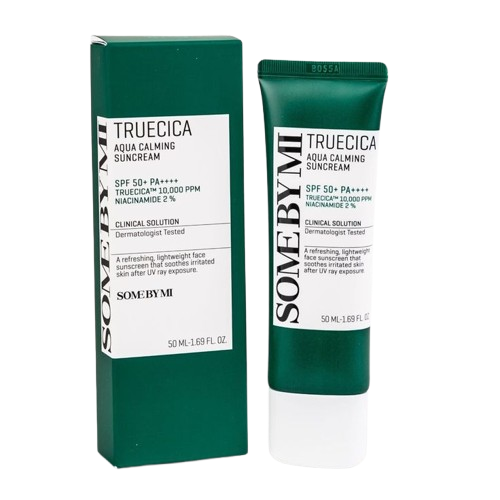 SOME BY MI
TRUECICA
AQUA CALMING
SUNCREAM
SPF 50+ PA++++
TRUECICA™ 10,000 PPM
NIACINAMIDE 2 %
CLINICAL SOLUTION
Dermatologist Tested
A refreshing, lightweight face
sunscreen that soothes irritated
skin after UV ray exposure.
SOME BY MI
50 ML-1.69 FL. OZ.
SOME BY MI
TRUECICA
AQUA CALMING
SUNCREAM
SPF 50+ PA++++
TRUECICA™ 10,000 PPM
NIACINAMIDE 2 %
CLINICAL SOLUTION
Dermatologist Tested
A refreshing, lightweight face
sunscreen that soothes irritated
skin after UV ray exposure.
50 ML-1.69 FL. OZ.